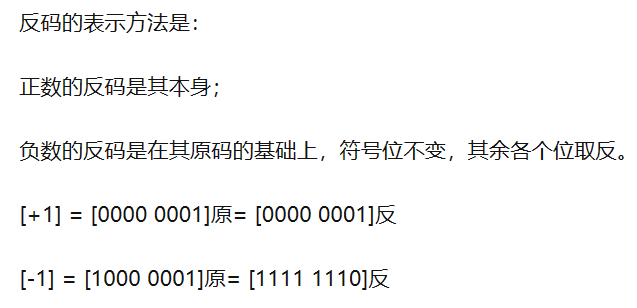 反码的表示方法是：
正数的反码是其本身；
负数的反码是在其原码的基础上，符号位不变，其余各个位取反。
[+1] = [0000 0001]原= [0000 0001]反
[-1] = [1000 0001]原= [1111 1110]反